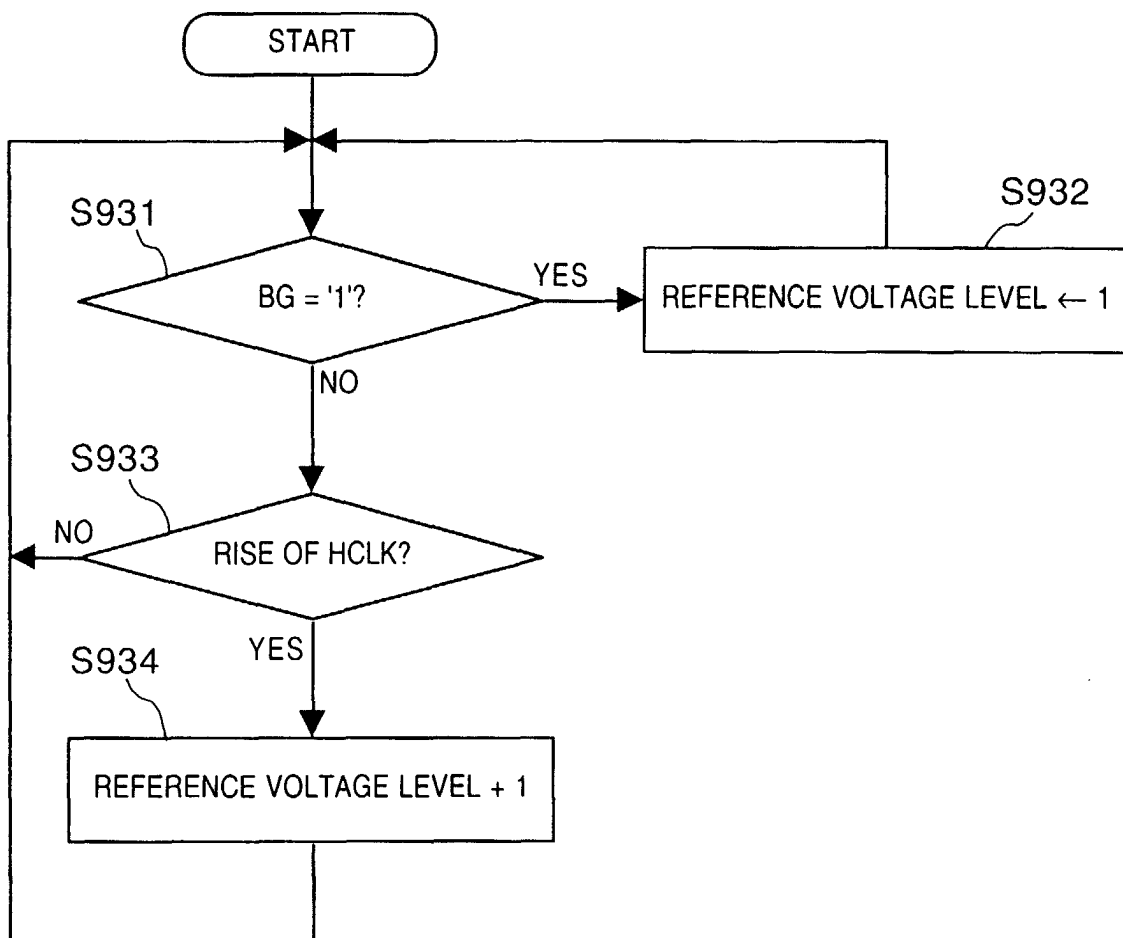 START
S931
S932
BG = '1'?
YES
REFERENCE VOLTAGE LEVEL ← 1
NO
S933
NO
RISE OF HCLK?
YES
S934
REFERENCE VOLTAGE LEVEL + 1